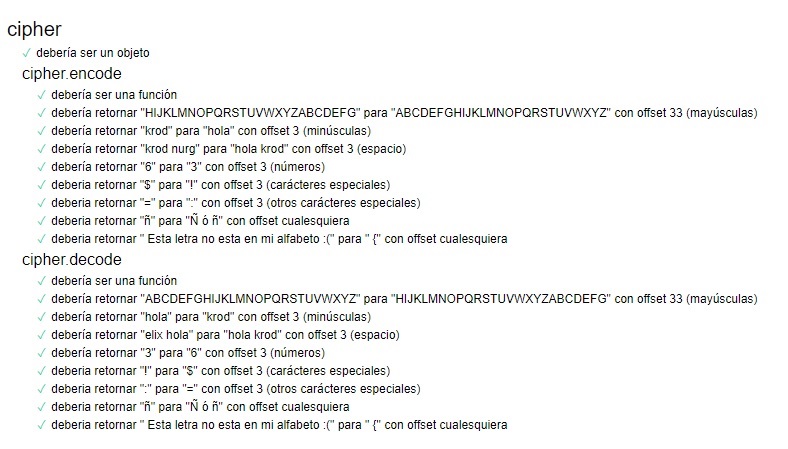 cipher
✓ debería ser un objeto
cipher.encode
✓ debería ser una función
✓ debería retornar "HIJKLMNOPQRSTUVWXYZABCDEFG" para "ABCDEFGHIJKLMNOPQRSTUVWXYZ" con offset 33 (mayúsculas)
✓ debería retornar "krod" para "hola" con offset 3 (minúsculas)
✓ debería retornar "krod nurg" para "hola krod" con offset 3 (espacio)
✓ debería retornar "6" para "3" con offset 3 (números)
✓ deberia retornar "$" para "!" con offset 3 (carácteres especiales)
✓ deberia retornar "=" para ":" con offset 3 (otros carácteres especiales)
✓ deberia retornar "ñ" para "Ñ ó ñ" con offset cualesquiera
✓ deberia retornar " Esta letra no esta en mi alfabeto :(" para " {" con offset cualesquiera
cipher.decode
✓ debería ser una función
✓ debería retornar "ABCDEFGHIJKLMNOPQRSTUVWXYZ" para "HIJKLMNOPQRSTUVWXYZABCDEFG" con offset 33 (mayúsculas)
✓ debería retornar "hola" para "krod" con offset 3 (minúsculas)
✓ debería retornar "elix hola" para "hola krod" con offset 3 (espacio)
✓ debería retornar "3" para "6" con offset 3 (números)
✓ debería retornar "!" para "$" con offset 3 (carácteres especiales)
✓ deberia retornar ":" para "=" con offset 3 (otros carácteres especiales)
✓ deberia retornar "ñ" para "Ñ ó ñ" con offset cualesquiera
✓ deberia retornar " Esta letra no esta en mi alfabeto :(" para " {" con offset cualesquiera